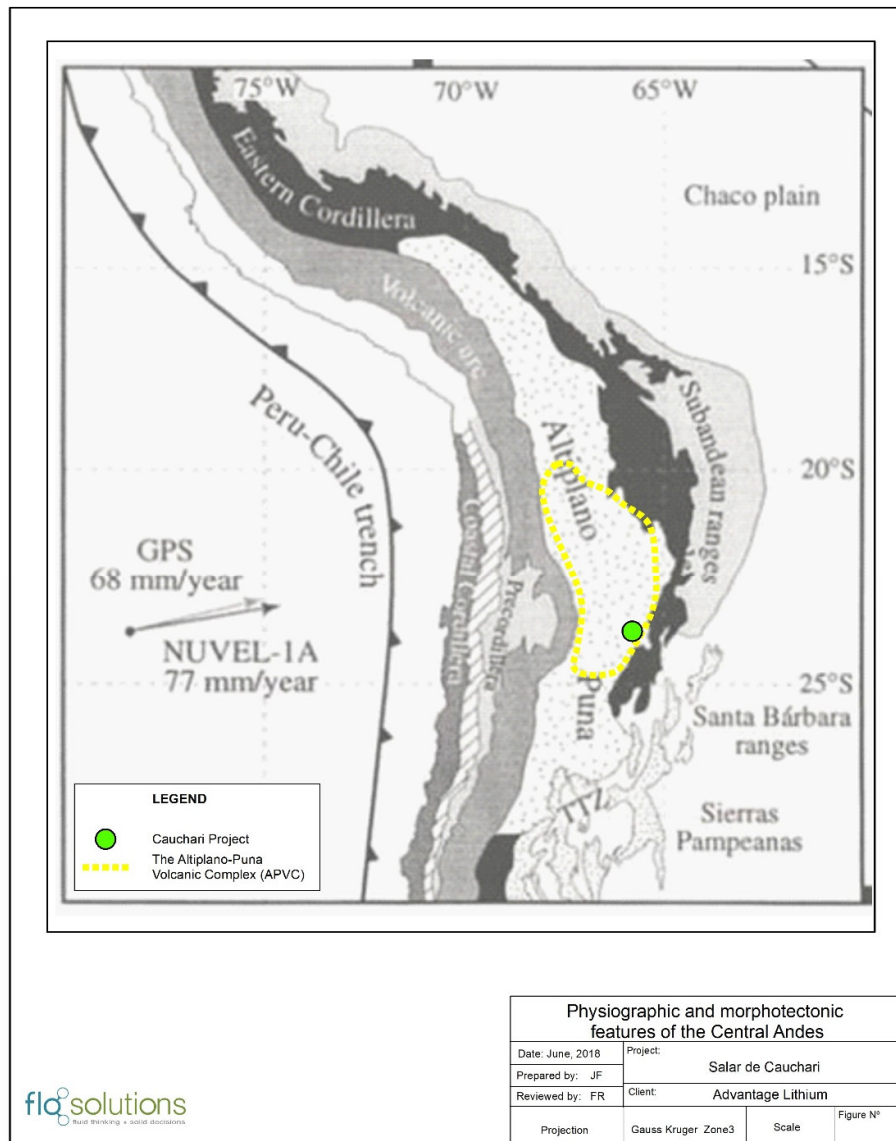 75°W
70°W
65°W
Eastern Cordillera
Chaco plain
15°S
Volcanic arc
Peru-Chile trench
Altiplano
Subandean ranges
20°S
Coastal Cordillera
Precordillera
GPS
68 mm/year
NUVEL-1A
77 mm/year
Puna
25°S
Santa Bárbara
ranges
TTZ
Sierras
Pampeanas
LEGEND
Cauchari Project
The Altiplano-Puna
Volcanic Complex (APVC)
Physiographic and morphotectonic
features of the Central Andes
Date: June, 2018
Project:
Salar de Cauchari
Prepared by: JF
Reviewed by: FR
Client:
Advantage Lithium
Projection
Gauss Kruger Zone3
Scale
Figure Nº
flo solutions
fluid thinking + solid decisions